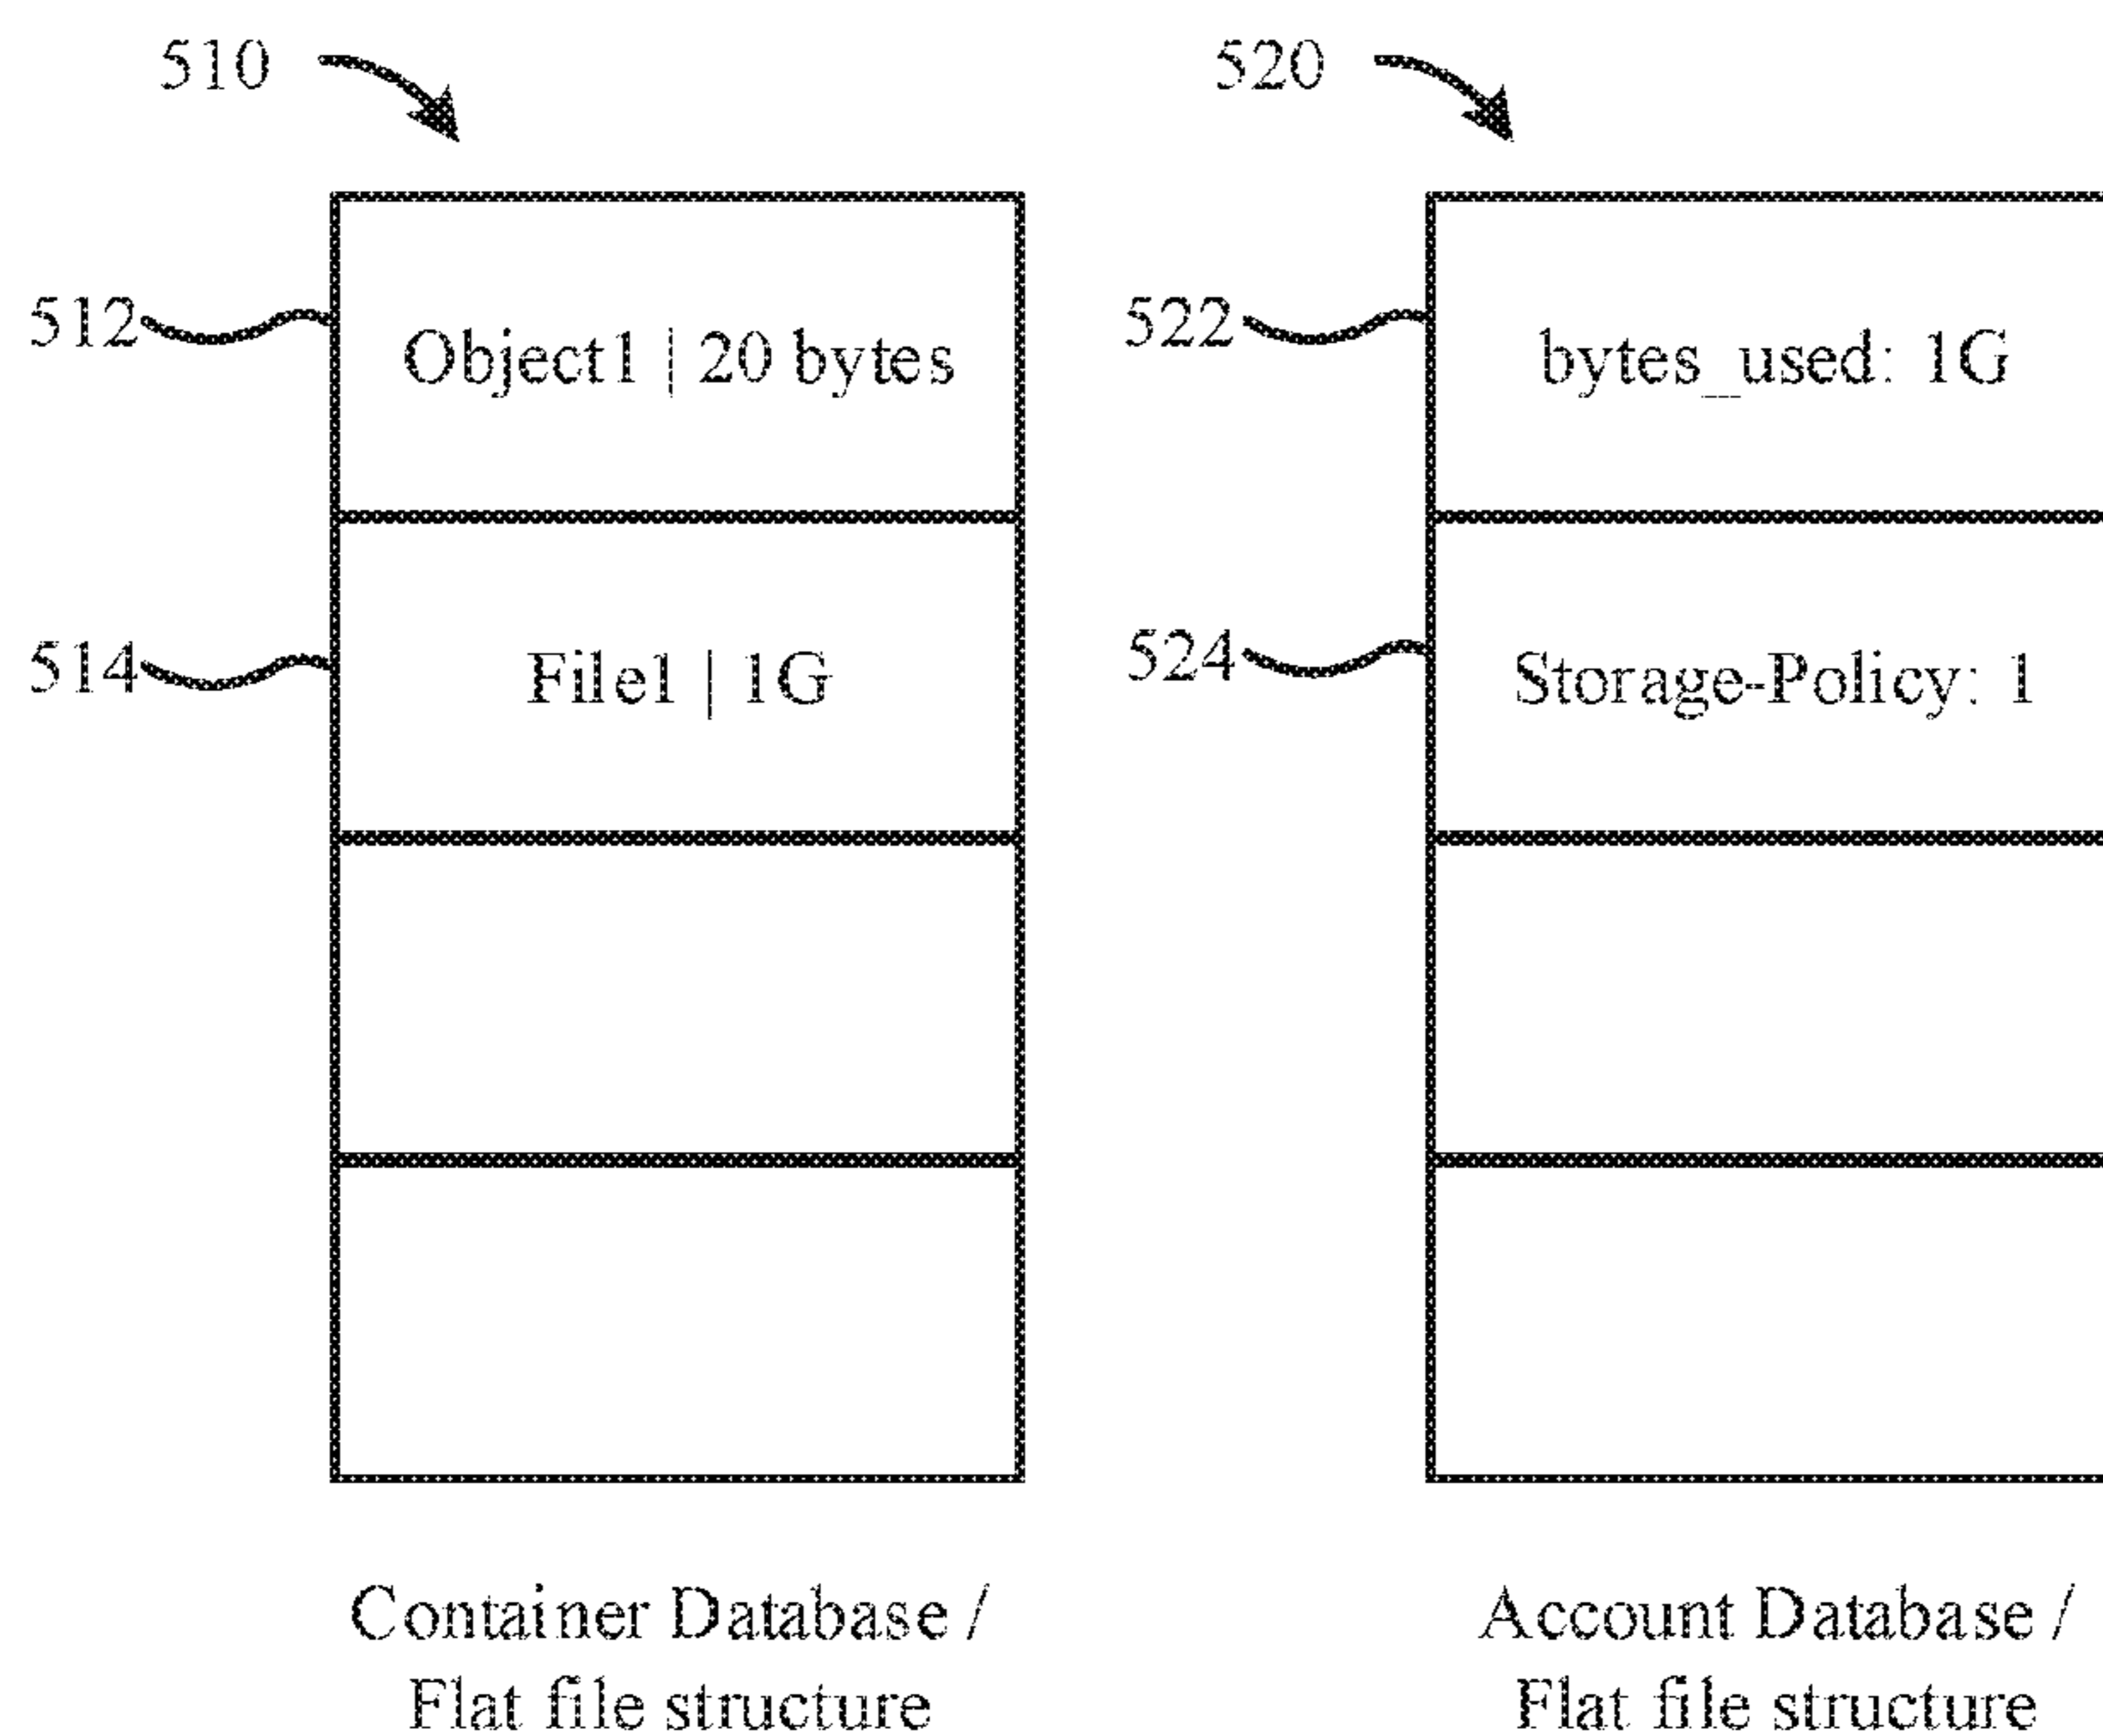 510
512
Object1 | 20 bytes
514
File1 | 1G
Container Database /
Flat file structure
520
522
bytes_used: 1G
524
Storage-Policy: 1
Account Database /
Flat file structure